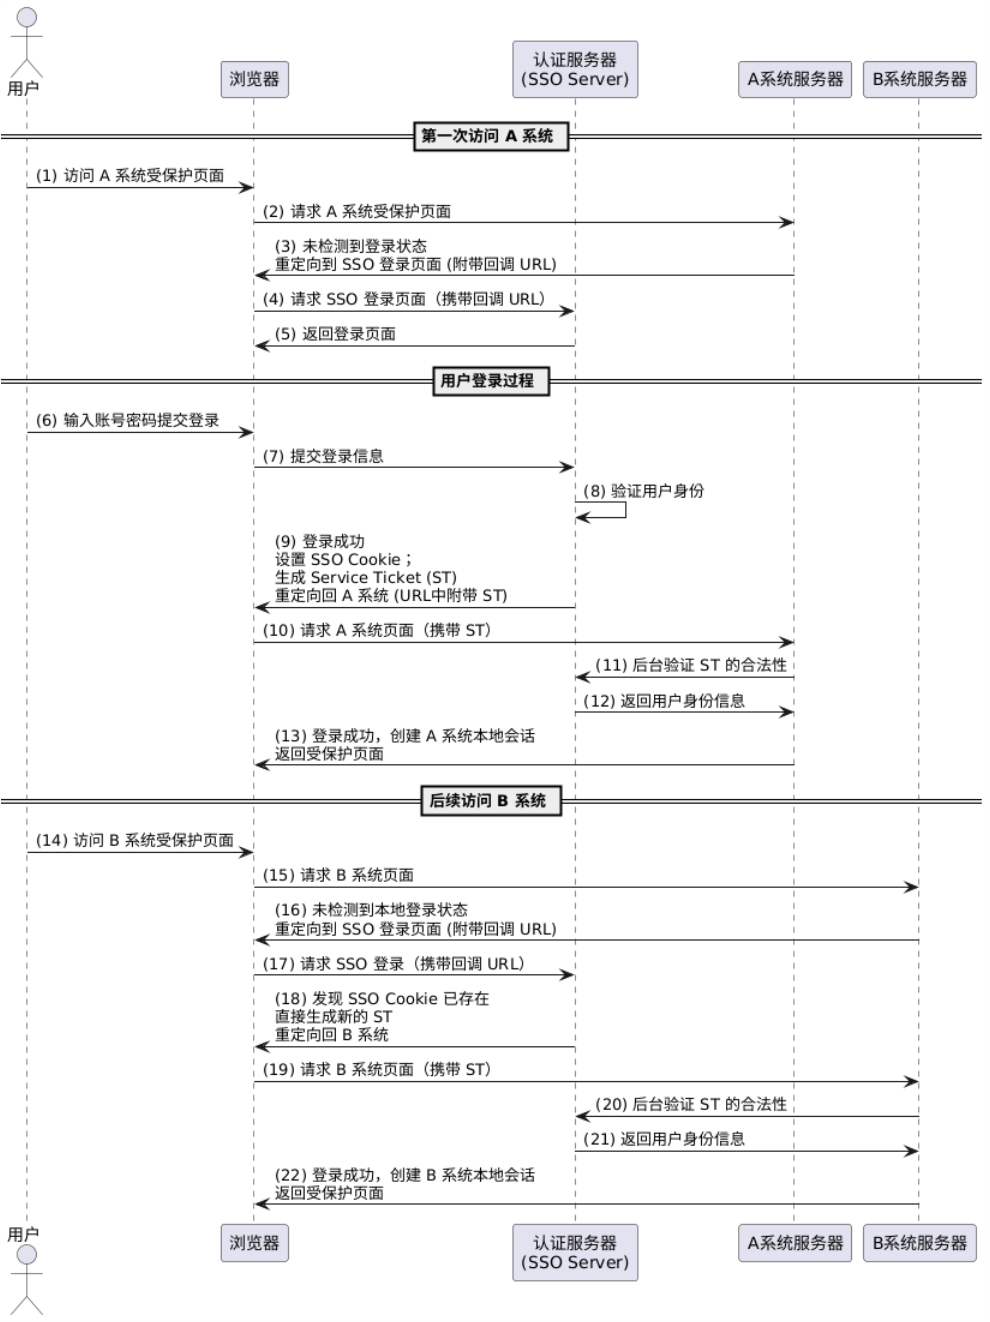 用户
浏览器
认证服务器
(SSO Server)
A系统服务器
B系统服务器
第一次访问 A 系统
(1) 访问 A 系统受保护页面
(2) 请求 A 系统受保护页面
(3) 未检测到登录状态
重定向到 SSO 登录页面 (附带回调 URL)
(4) 请求 SSO 登录页面（携带回调 URL）
(5) 返回登录页面
用户登录过程
(6) 输入账号密码提交登录
(7) 提交登录信息
(8) 验证用户身份
(9) 登录成功
设置 SSO Cookie；
生成 Service Ticket (ST)
重定向回 A 系统 (URL中附带 ST)
(10) 请求 A 系统页面（携带 ST）
(11) 后台验证 ST 的合法性
(12) 返回用户身份信息
(13) 登录成功，创建 A 系统本地会话
返回受保护页面
后续访问 B 系统
(14) 访问 B 系统受保护页面
(15) 请求 B 系统页面
(16) 未检测到本地登录状态
重定向到 SSO 登录页面 (附带回调 URL)
(17) 请求 SSO 登录（携带回调 URL）
(18) 发现 SSO Cookie 已存在
直接生成新的 ST
重定向回 B 系统
(19) 请求 B 系统页面（携带 ST）
(20) 后台验证 ST 的合法性
(21) 返回用户身份信息
(22) 登录成功，创建 B 系统本地会话
返回受保护页面
用户
浏览器
认证服务器
(SSO Server)
A系统服务器
B系统服务器